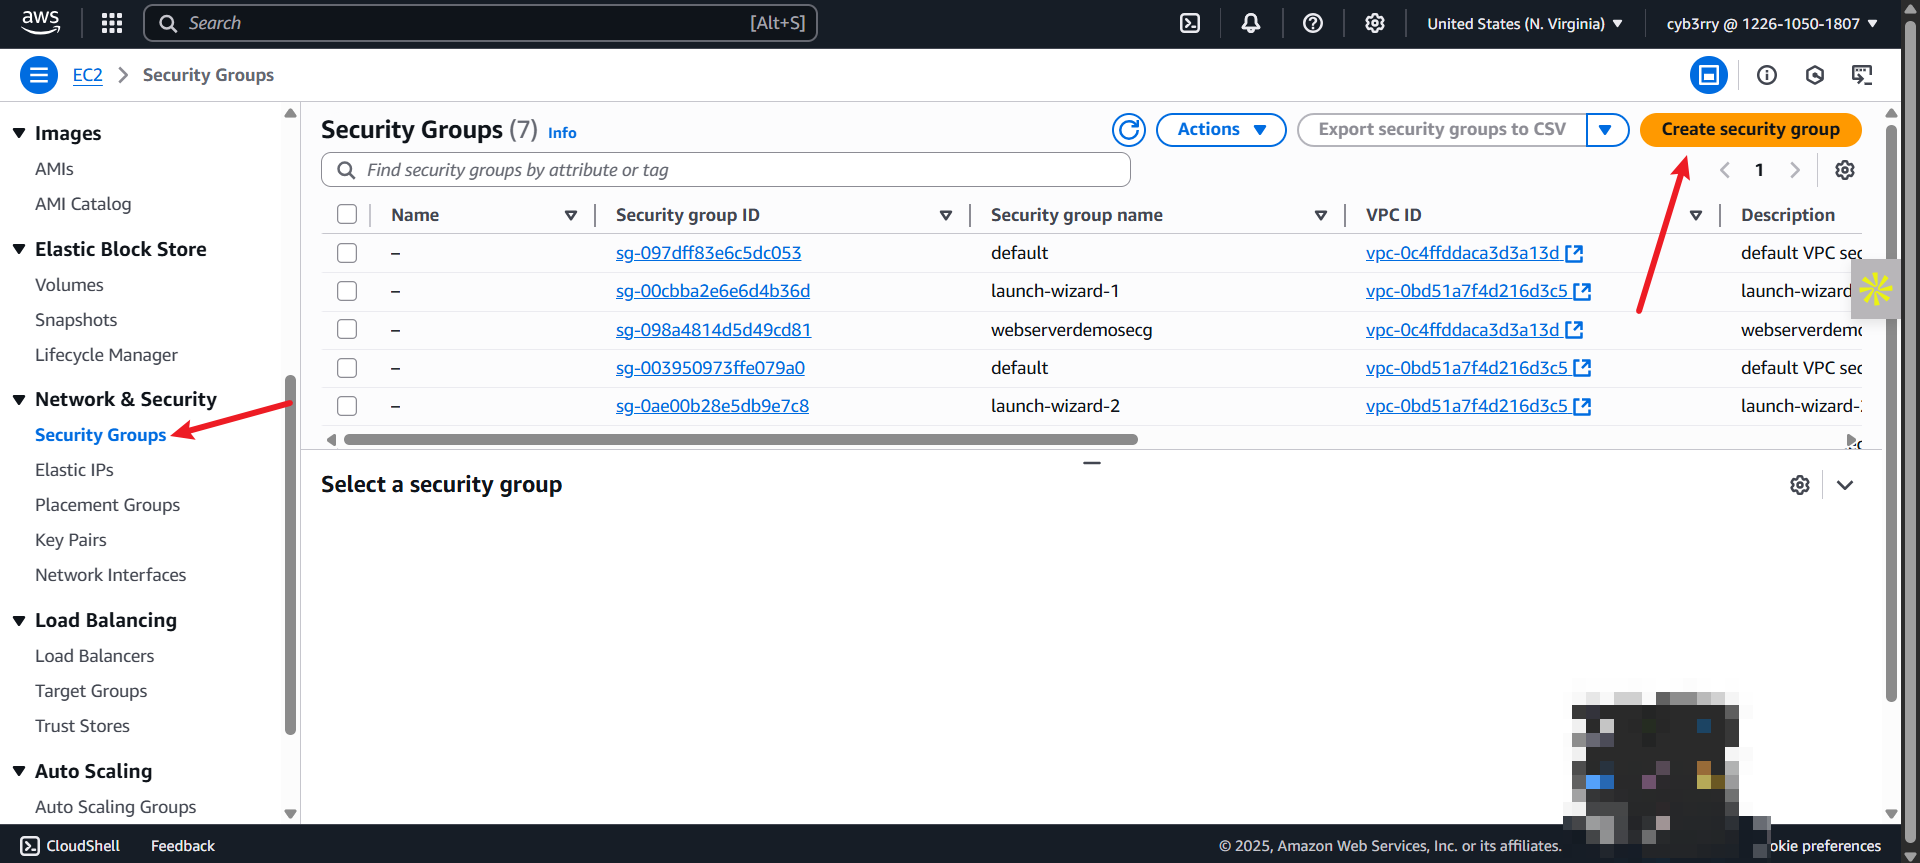 aws
Search [Alt+S]
United States (N. Virginia)
cyb3rry @ 1226-1050-1807
EC2 > Security Groups
Images
AMIs
AMI Catalog
Elastic Block Store
Volumes
Snapshots
Lifecycle Manager
Network & Security
Security Groups
Elastic IPs
Placement Groups
Key Pairs
Network Interfaces
Load Balancing
Load Balancers
Target Groups
Trust Stores
Auto Scaling
Auto Scaling Groups
Security Groups (7) Info
Actions
Export security groups to CSV
Create security group
Find security groups by attribute or tag
1
Name Security group ID Security group name VPC ID Description
– sg-097dff83e6c5dc053 default vpc-0c4ffddaca3d3a13d default VPC sec
– sg-00cbba2e6e6d4b36d launch-wizard-1 vpc-0bd51a7f4d216d3c5 launch-wizard
– sg-098a4814d5d49cd81 webserverdemosecg vpc-0c4ffddaca3d3a13d webserverdemc
– sg-003950973ffe079a0 default vpc-0bd51a7f4d216d3c5 default VPC sec
– sg-0ae00b28e5db9e7c8 launch-wizard-2 vpc-0bd51a7f4d216d3c5 launch-wizard-
Select a security group
CloudShell Feedback
© 2025, Amazon Web Services, Inc. or its affiliates.
okie preferences